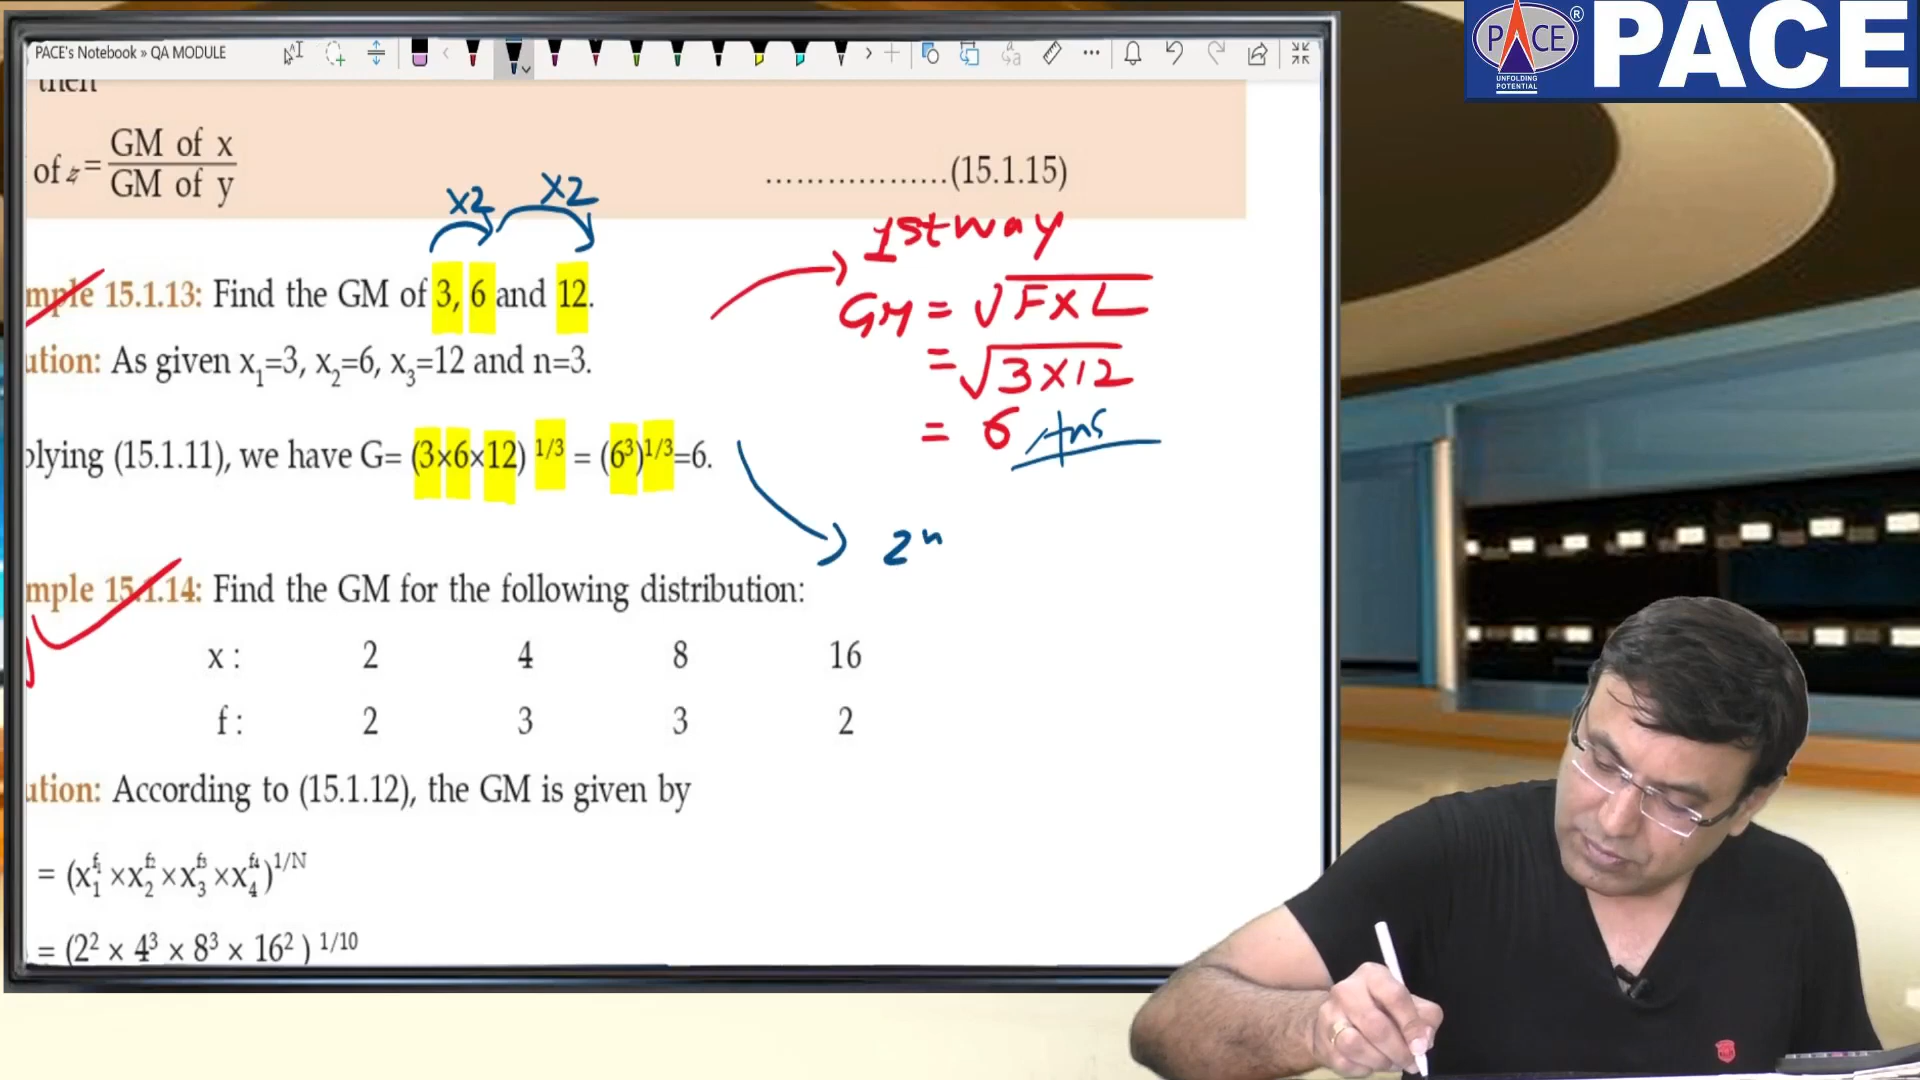 PACE's Notebook » QA MODULE
PACE
UNFOLDING
POTENTIAL
®
PACE
then
of z = GM of x / GM of y ..................(15.1.15)
x2 x2
mple 15.1.13: Find the GM of 3, 6 and 12.
ution: As given x₁=3, x₂=6, x₃=12 and n=3.
plying (15.1.11), we have G= (3×6×12) ^1/3 = (6³)^1/3=6.
1st way
GM = √F×L
= √3×12
= 6 Ans
2n
mple 15.1.14: Find the GM for the following distribution:
x : 2 4 8 16
f : 2 3 3 2
ution: According to (15.1.12), the GM is given by
= (x₁^f₁ ×x₂^f₂ ×x₃^f₃ ×x₄^f₄)^1/N
= (2² × 4³ × 8³ × 16² ) ^1/10